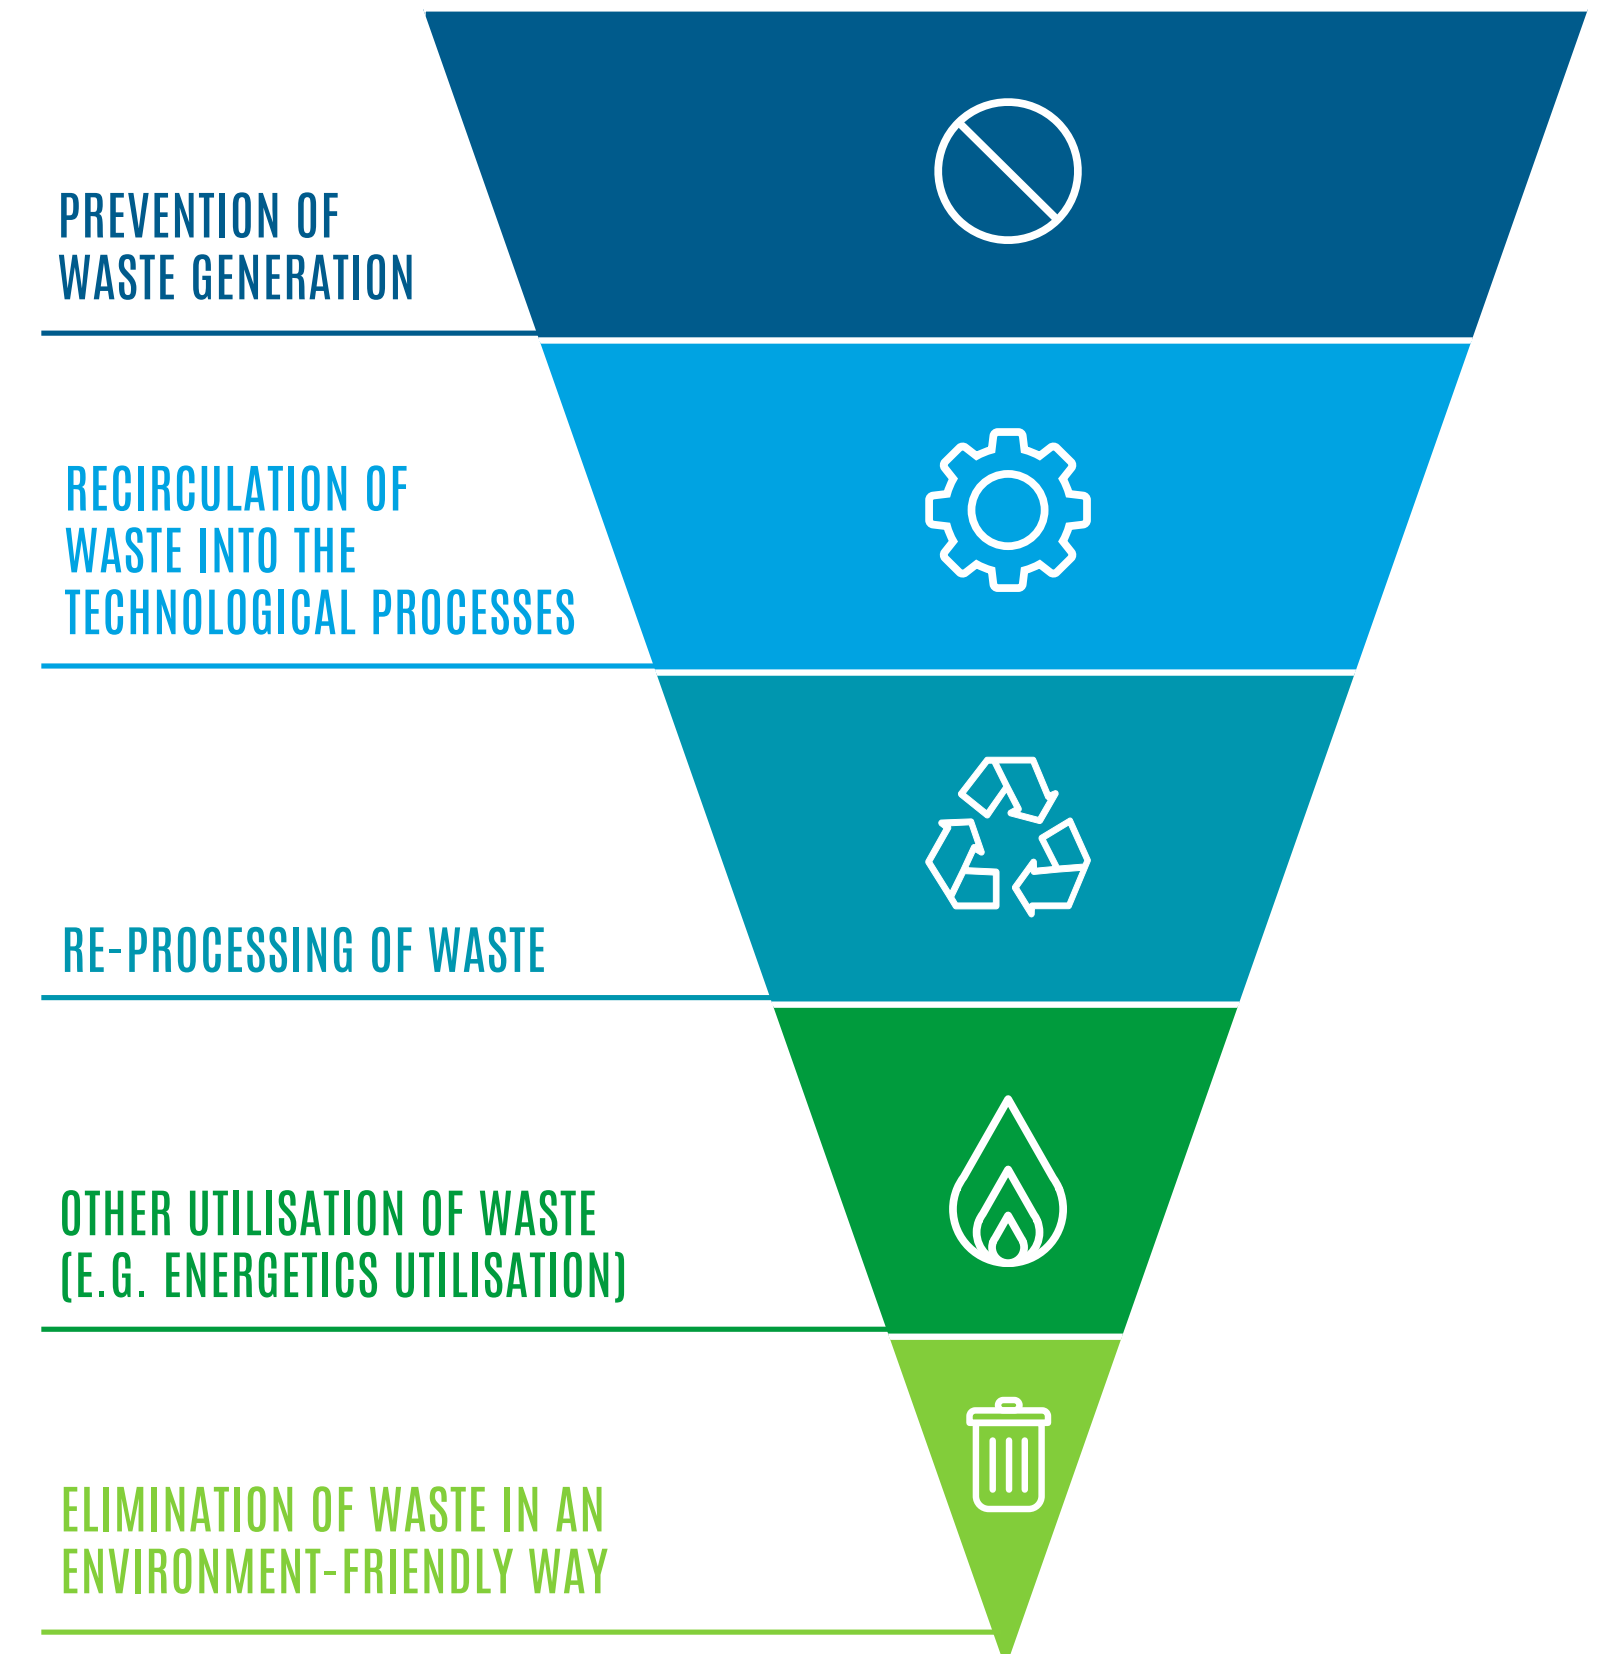 PREVENTION OF
WASTE GENERATION
RECIRCULATION OF
WASTE INTO THE
TECHNOLOGICAL PROCESSES
RE-PROCESSING OF WASTE
OTHER UTILISATION OF WASTE
(E.G. ENERGETICS UTILISATION)
ELIMINATION OF WASTE IN AN
ENVIRONMENT-FRIENDLY WAY